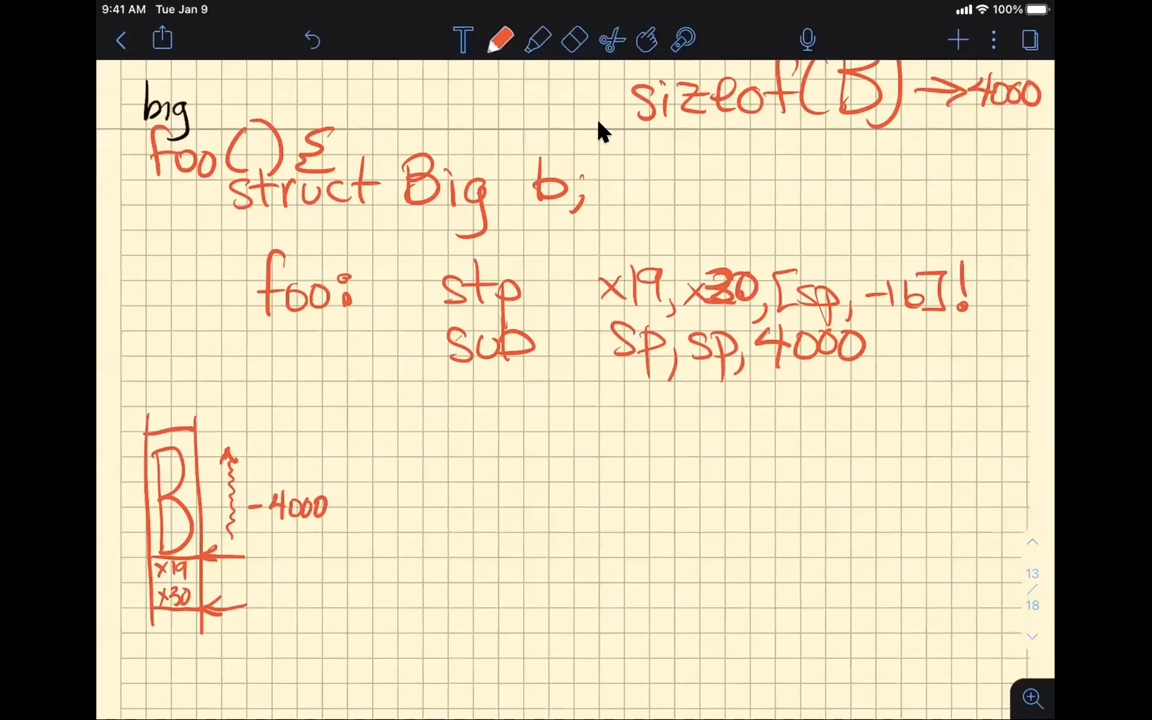 9:41 AM Tue Jan 9
100%
T
sizeof(B) → 4000
big
foo() {
struct Big b;
foo: stp x19, x30, [sp, -16]!
sub sp, sp, 4000
B
-4000
x19
x30
13
/
18